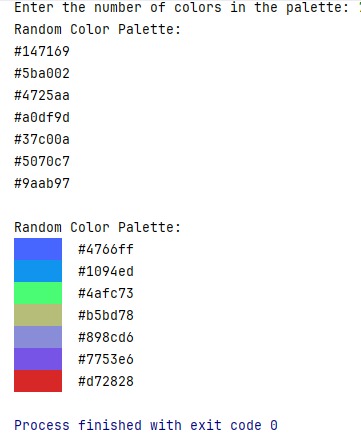 Enter the number of colors in the palette:
Random Color Palette:
#147169
#5ba002
#4725aa
#a0df9d
#37c00a
#5070c7
#9aab97
Random Color Palette:
#4766ff
#1094ed
#4afc73
#b5bd78
#898cd6
#7753e6
#d72828
Process finished with exit code 0